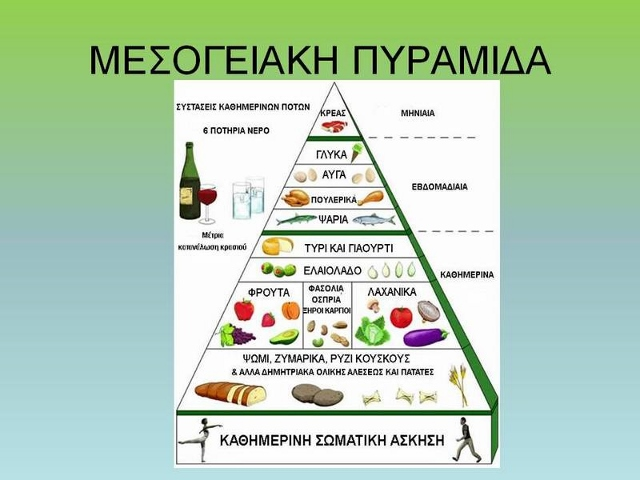 ΜΕΣΟΓΕΙΑΚΗ ΠΥΡΑΜΙΔΑ
ΣΥΣΤΑΣΕΙΣ ΚΑΘΗΜΕΡΙΝΩΝ ΠΟΤΩΝ
6 ΠΟΤΗΡΙΑ ΝΕΡΟ
Μέτρια
κατανάλωση κρασιού
ΚΡΕΑΣ
ΜΗΝΙΑΙΑ
ΓΛΥΚΑ
ΑΥΓΑ
ΠΟΥΛΕΡΙΚΑ
ΨΑΡΙΑ
ΕΒΔΟΜΑΔΙΑΙΑ
ΤΥΡΙ ΚΑΙ ΓΙΑΟΥΡΤΙ
ΕΛΑΙΟΛΑΔΟ
ΚΑΘΗΜΕΡΙΝΑ
ΦΡΟΥΤΑ
ΦΑΣΟΛΙΑ
ΟΣΠΡΙΑ
ΞΗΡΟΙ ΚΑΡΠΟΙ
ΛΑΧΑΝΙΚΑ
ΨΩΜΙ, ΖΥΜΑΡΙΚΑ, ΡΥΖΙ ΚΟΥΣΚΟΥΣ
& ΑΛΛΑ ΔΗΜΗΤΡΙΑΚΑ ΟΛΙΚΗΣ ΑΛΕΣΕΩΣ ΚΑΙ ΠΑΤΑΤΕΣ
ΚΑΘΗΜΕΡΙΝΗ ΣΩΜΑΤΙΚΗ ΑΣΚΗΣΗ